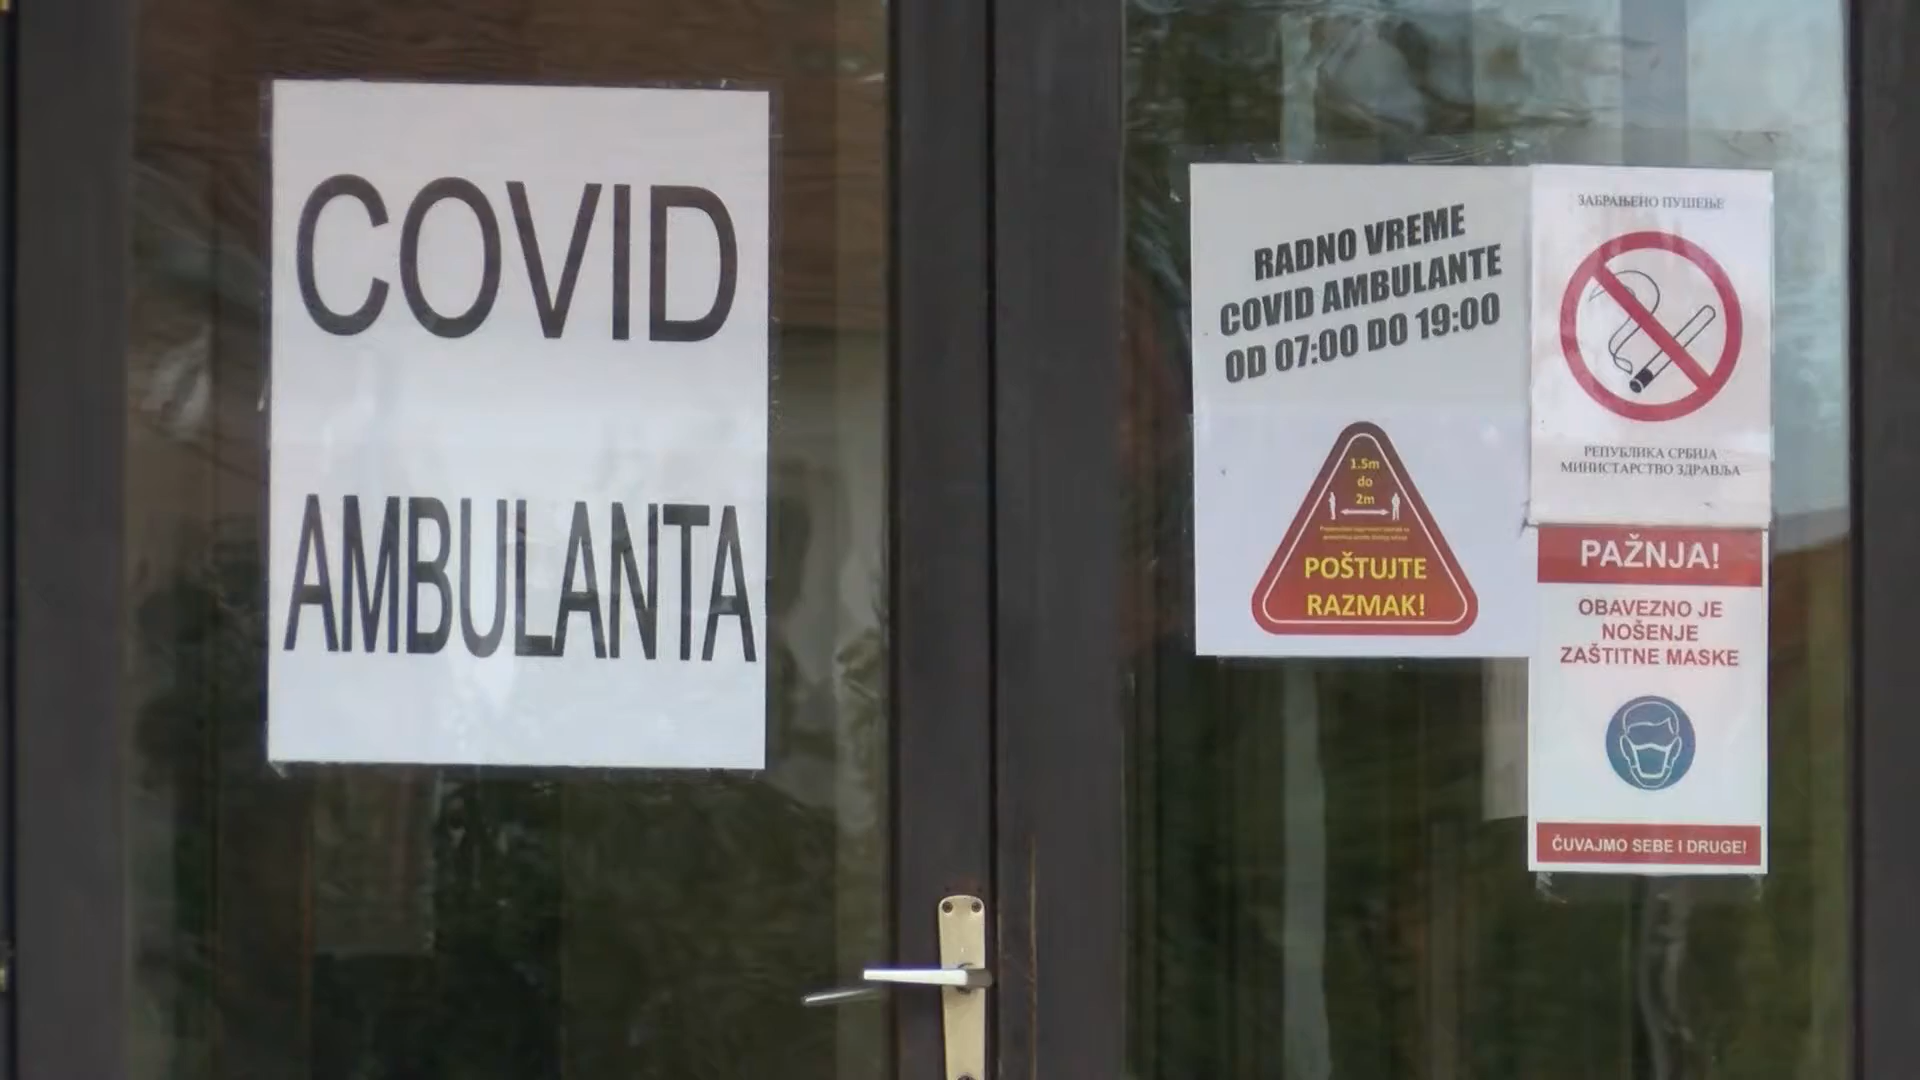 COVID
AMBULANTA
RADNO VREME
COVID AMBULANTE
OD 07:00 DO 19:00
1.5m
do
2m
POŠTUJTE
RAZMAK!
ЗАБРАЊЕНО ПУШЕЊЕ
РЕПУБЛИКА СРБИЈА
МИНИСТАРСТВО ЗДРАВЉА
PAŽNJA!
OBAVEZNO JE
NOŠENJE
ZAŠTITNE MASKE
ČUVAJMO SEBE I DRUGE!